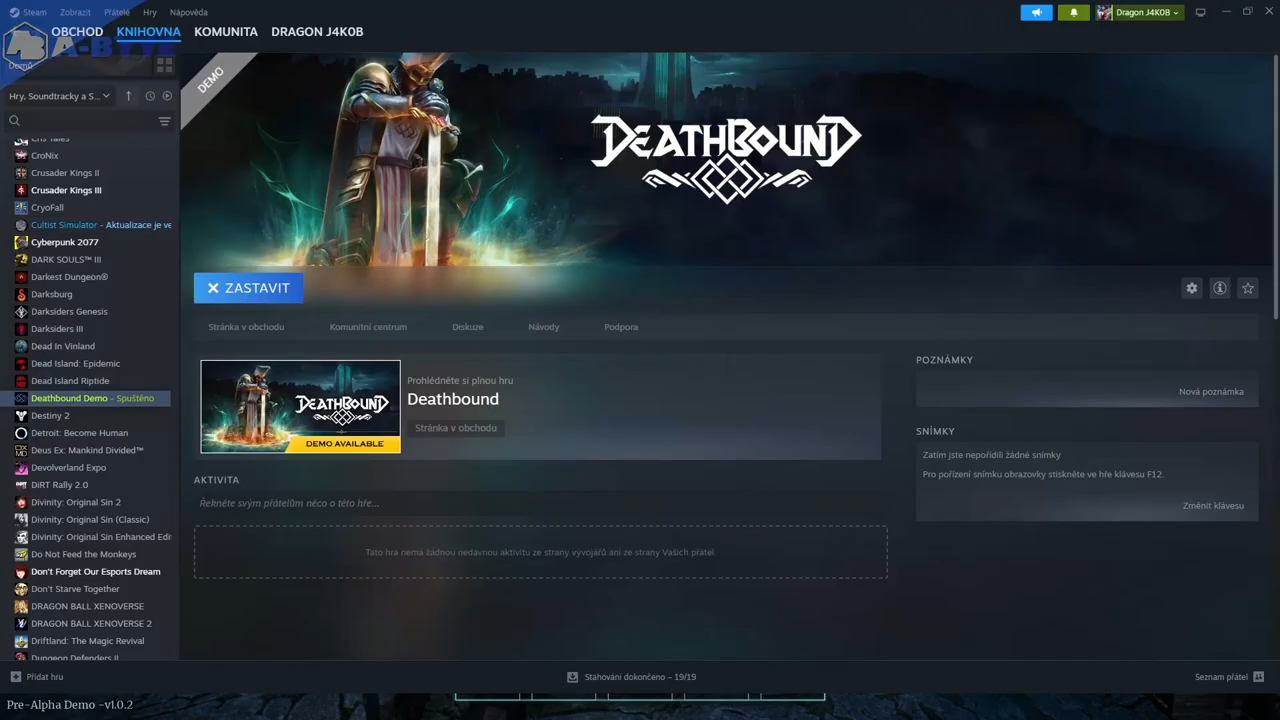 Steam Zobrazit Přátelé Hry Nápověda
Dragon J4K0B
OBCHOD KNIHOVNA KOMUNITA DRAGON J4K0B
A-BYTE
Domů
DEMO
DEATHBOUND
Hry, Soundtracky a S...
Cris Tales
CroNix
Crusader Kings II
Crusader Kings III
CryoFall
Cultist Simulator - Aktualizace je ve
Cyberpunk 2077
DARK SOULS™ III
Darkest Dungeon®
Darksburg
Darksiders Genesis
Darksiders III
Dead In Vinland
Dead Island: Epidemic
Dead Island Riptide
Deathbound Demo - Spuštěno
Destiny 2
Detroit: Become Human
Deus Ex: Mankind Divided™
Devolverland Expo
DiRT Rally 2.0
Divinity: Original Sin 2
Divinity: Original Sin (Classic)
Divinity: Original Sin Enhanced Edit
Do Not Feed the Monkeys
Don't Forget Our Esports Dream
Don't Starve Together
DRAGON BALL XENOVERSE
DRAGON BALL XENOVERSE 2
Driftland: The Magic Revival
Dungeon Defenders II
ZASTAVIT
Stránka v obchodu Komunitní centrum Diskuze Návody Podpora
DEATHBOUND
DEMO AVAILABLE
Prohlédněte si plnou hru
Deathbound
Stránka v obchodu
POZNÁMKY
Nová poznámka
SNÍMKY
Zatím jste nepořídili žádné snímky
Pro pořízení snímku obrazovky stiskněte ve hře klávesu F12.
Změnit klávesu
AKTIVITA
Řekněte svým přátelům něco o této hře...
Tato hra nemá žádnou nedávnou aktivitu ze strany vývojářů ani ze strany Vašich přátel
Přidat hru
Stahování dokončeno – 19/19
Seznam přátel
Pre-Alpha Demo -v1.0.2